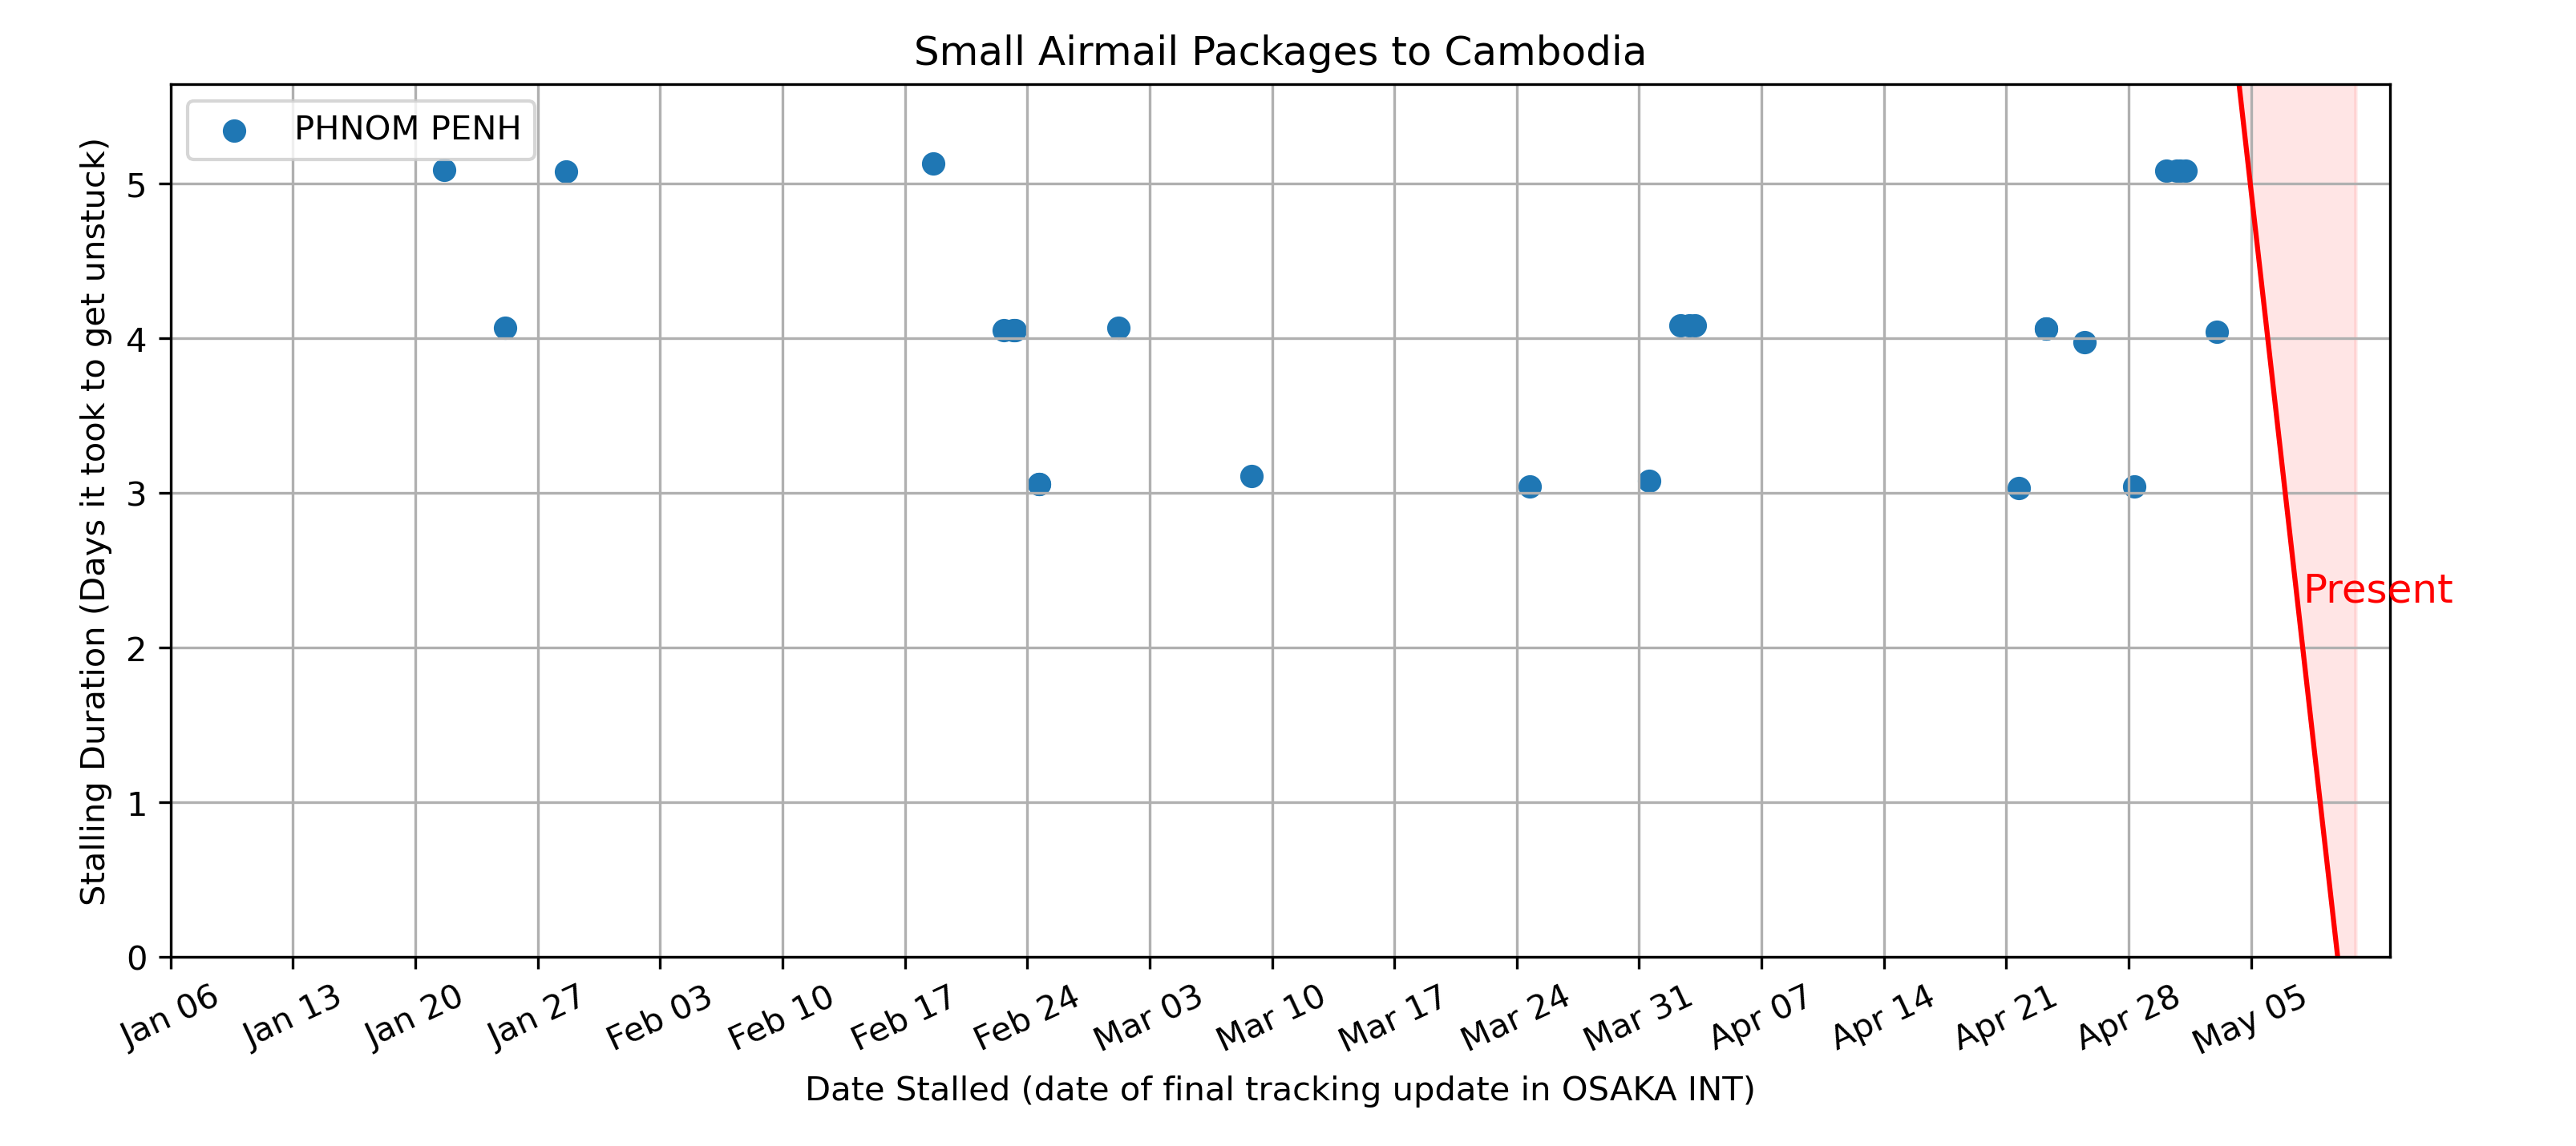 Small Airmail Packages to Cambodia
PHNOM PENH
Stalling Duration (Days it took to get unstuck)
5
4
3
2
1
0
Present
Jan 06 Jan 13 Jan 20 Jan 27 Feb 03 Feb 10 Feb 17 Feb 24 Mar 03 Mar 10 Mar 17 Mar 24 Mar 31 Apr 07 Apr 14 Apr 21 Apr 28 May 05
Date Stalled (date of final tracking update in OSAKA INT)